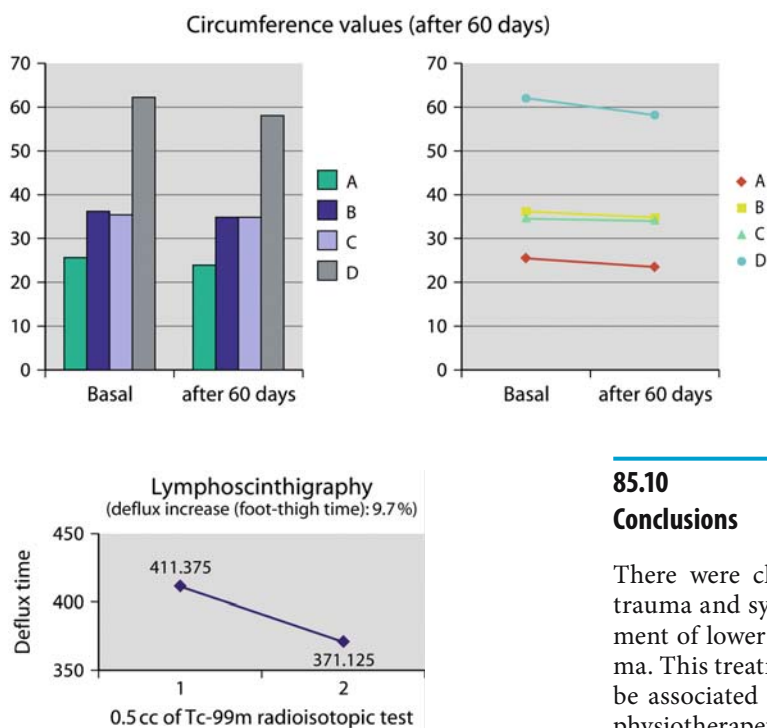 Circumference values (after 60 days)
70
60
50
40
30
20
10
0
Basal after 60 days
A
B
C
D
70
60
50
40
30
20
10
0
Basal after 60 days
A
B
C
D
Lymphoscinthigraphy
(deflux increase (foot-thigh time): 9.7%)
Deflux time
450
400
350
411.375
371.125
1 2
0.5 cc of Tc-99m radioisotopic test
85.10
Conclusions
There were
trauma and
ment of lower
ma. This
be associated